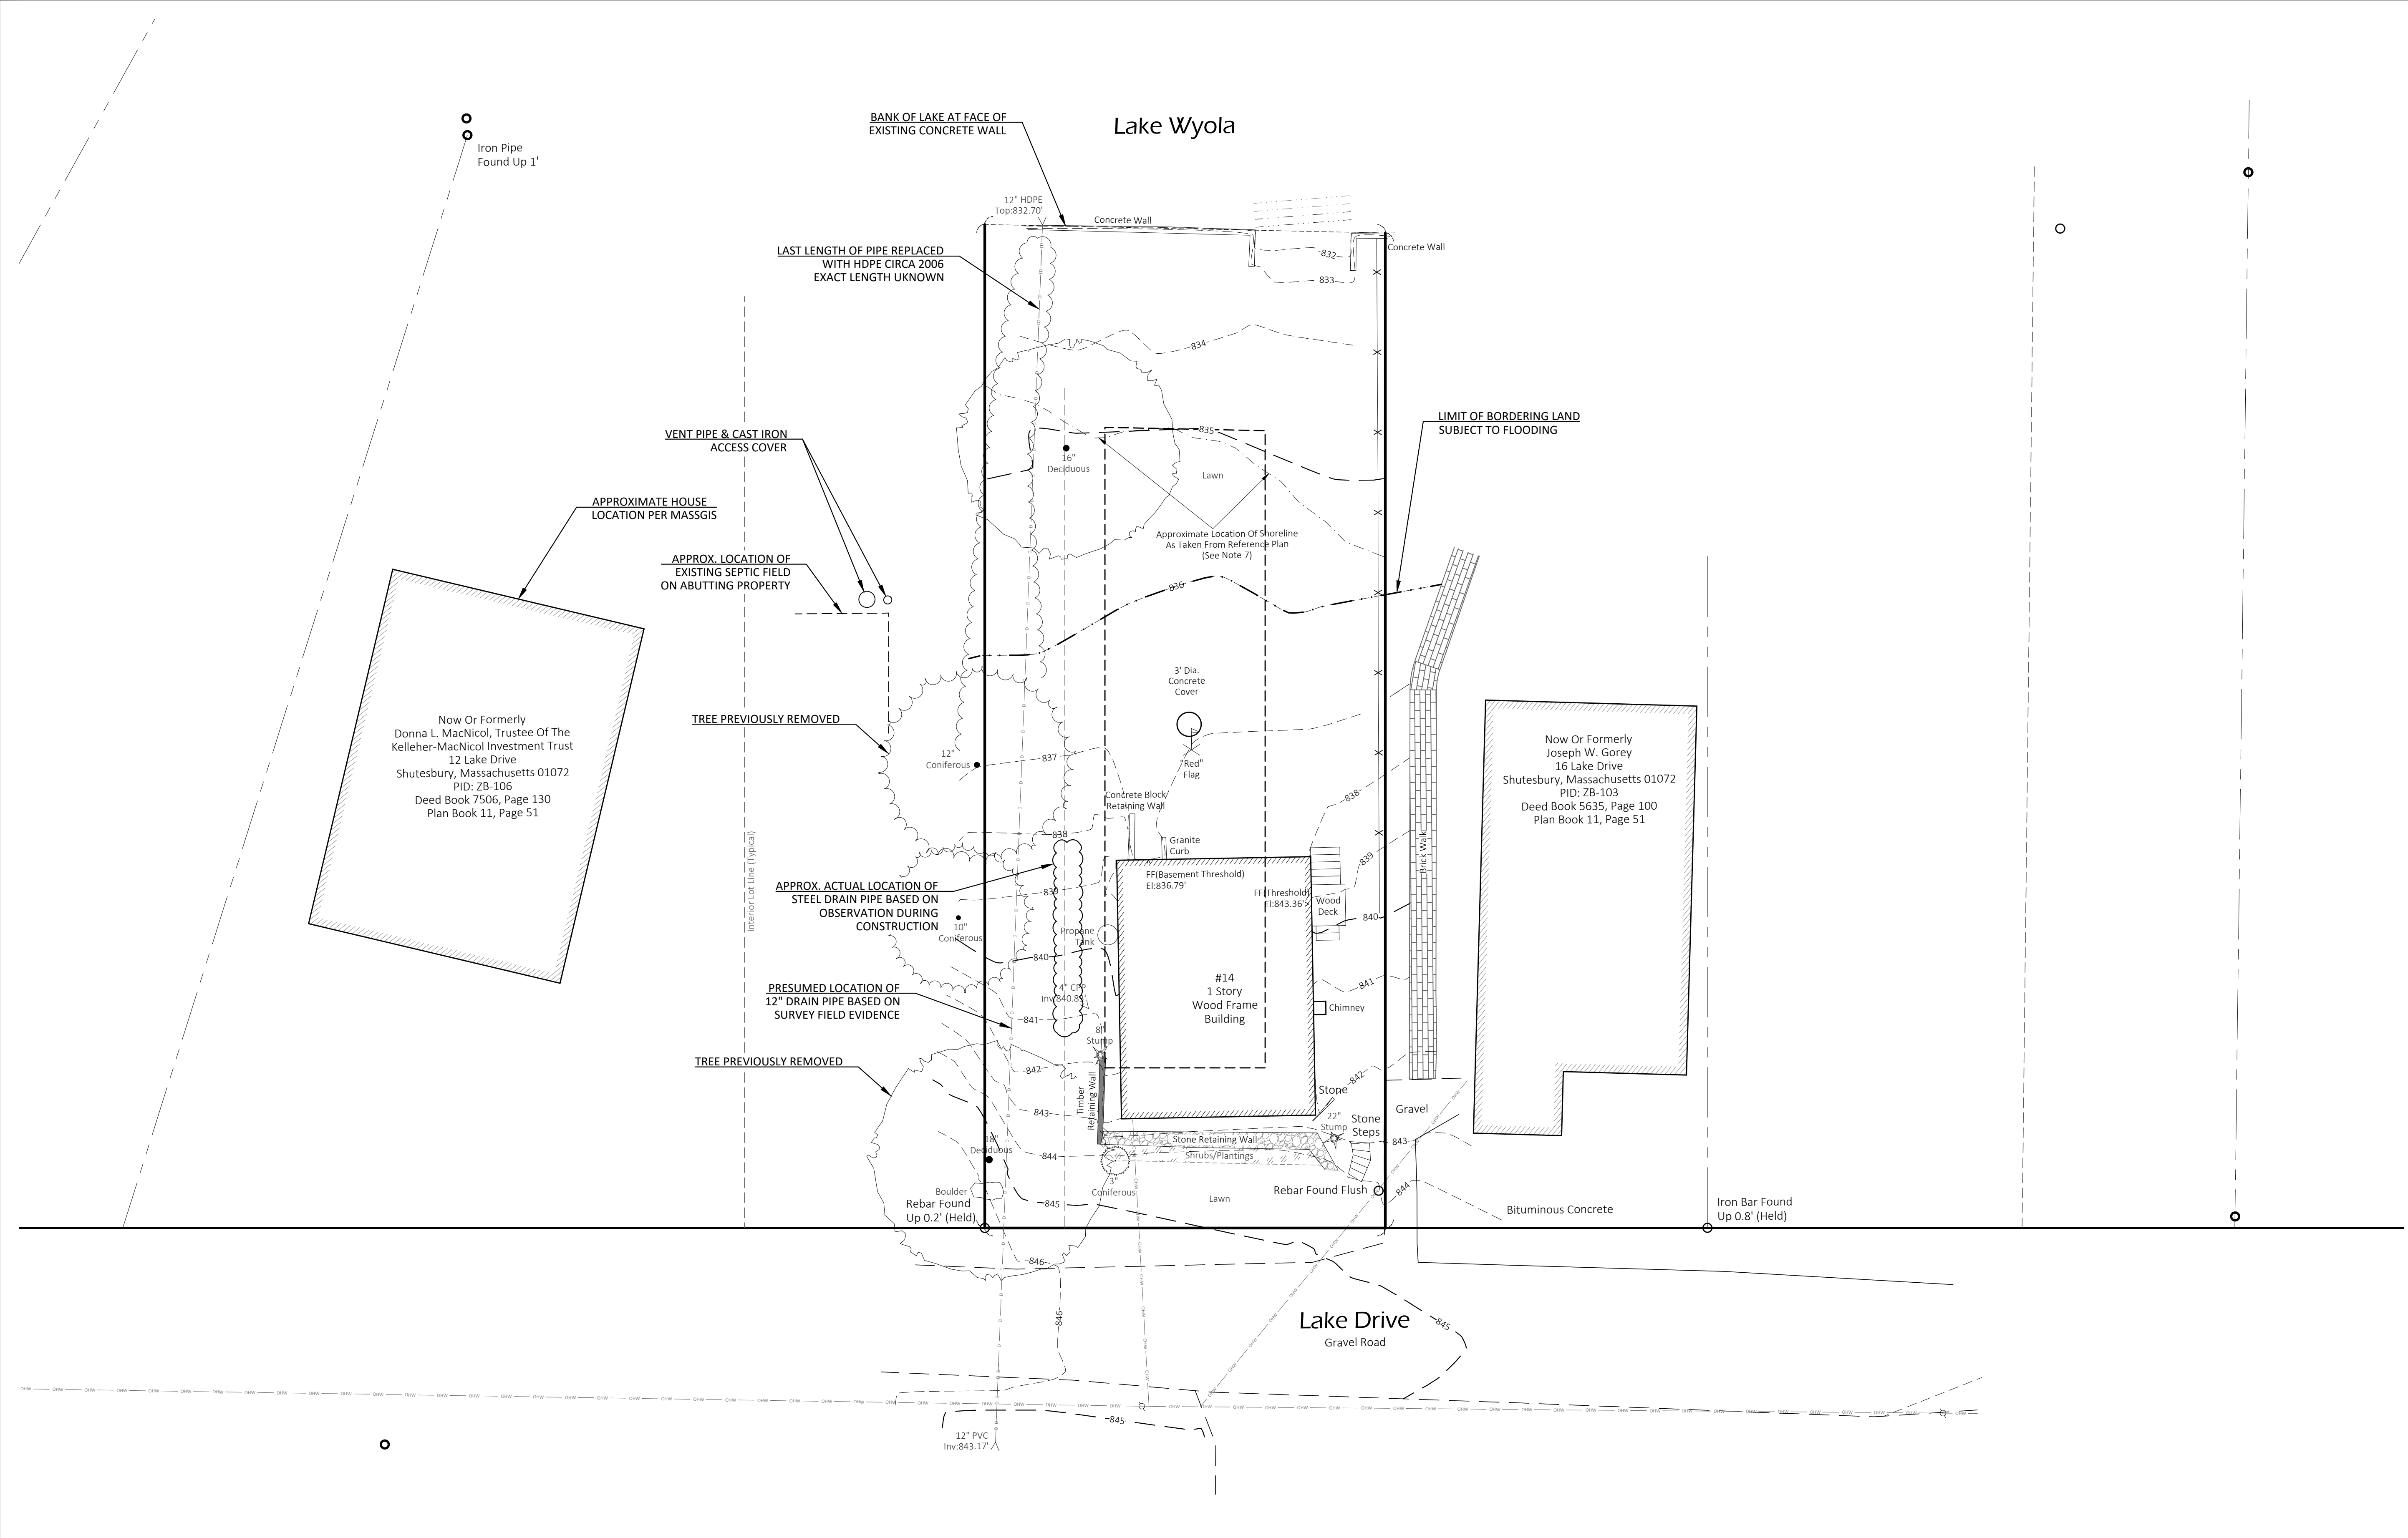 BANK OF LAKE AT FACE OF
EXISTING CONCRETE WALL
Lake Wyola
Iron Pipe
Found Up 1'
12" HDPE
Top:832.70'
Concrete Wall
Concrete Wall
LAST LENGTH OF PIPE REPLACED
WITH HDPE CIRCA 2006
EXACT LENGTH UKNOWN
832
833
834
LIMIT OF BORDERING LAND
SUBJECT TO FLOODING
VENT PIPE & CAST IRON
ACCESS COVER
835
16"
Deciduous
Lawn
APPROXIMATE HOUSE
LOCATION PER MASSGIS
Approximate Location Of Shoreline
As Taken From Reference Plan
(See Note 7)
APPROX. LOCATION OF
EXISTING SEPTIC FIELD
ON ABUTTING PROPERTY
836
3' Dia.
Concrete
Cover
TREE PREVIOUSLY REMOVED
Now Or Formerly
Donna L. MacNicol, Trustee Of The
Kelleher-MacNicol Investment Trust
12 Lake Drive
Shutesbury, Massachusetts 01072
PID: ZB-106
Deed Book 7506, Page 130
Plan Book 11, Page 51
12"
Coniferous
837
"Red"
Flag
Now Or Formerly
Joseph W. Gorey
16 Lake Drive
Shutesbury, Massachusetts 01072
PID: ZB-103
Deed Book 5635, Page 100
Plan Book 11, Page 51
Concrete Block
Retaining Wall
838
838
Granite
Curb
Interior Lot Line (Typical)
Brick Walk
839
839
FF(Basement Threshold)
El:836.79'
FF(Threshold)
El:843.36'
Wood
Deck
APPROX. ACTUAL LOCATION OF
STEEL DRAIN PIPE BASED ON
OBSERVATION DURING
CONSTRUCTION
10"
Coniferous
Propane
Tank
840
840
#14
1 Story
Wood Frame
Building
841
Chimney
PRESUMED LOCATION OF
12" DRAIN PIPE BASED ON
SURVEY FIELD EVIDENCE
4" CPP
841
8"
Stump
TREE PREVIOUSLY REMOVED
842
842
Timber
Retaining Wall
Stone
843
Gravel
22"
Stump
Stone
Steps
843
18"
Deciduous
Stone Retaining Wall
844
Shrubs/Plantings
3"
Coniferous
Boulder
Rebar Found
Up 0.2' (Held)
845
Lawn
Rebar Found Flush
844
Bituminous Concrete
Iron Bar Found
Up 0.8' (Held)
846
846
Lake Drive
Gravel Road
845
OHW OHW OHW OHW
845
12" PVC
Inv:843.17'